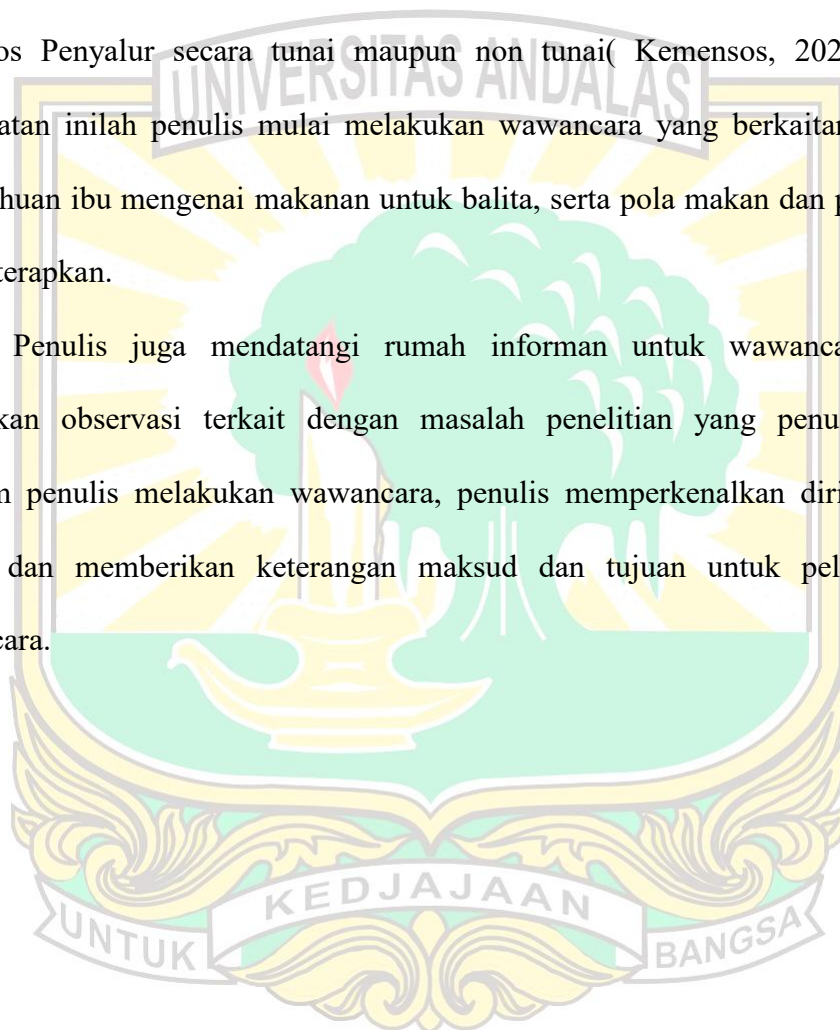 os Penyalur secara tunai maupun non tunai( Kemensos, 202
UNIVERSITAS ANDALAS
atan inilah penulis mulai melakukan wawancara yang berkaitan
huan ibu mengenai makanan untuk balita, serta pola makan dan p
terapkan.
Penulis juga mendatangi rumah informan untuk wawanca
kan observasi terkait dengan masalah penelitian yang penu
m penulis melakukan wawancara, penulis memperkenalkan diri
dan memberikan keterangan maksud dan tujuan untuk pel
cara.
KEDJAJAAN
UNTUK BANGSA